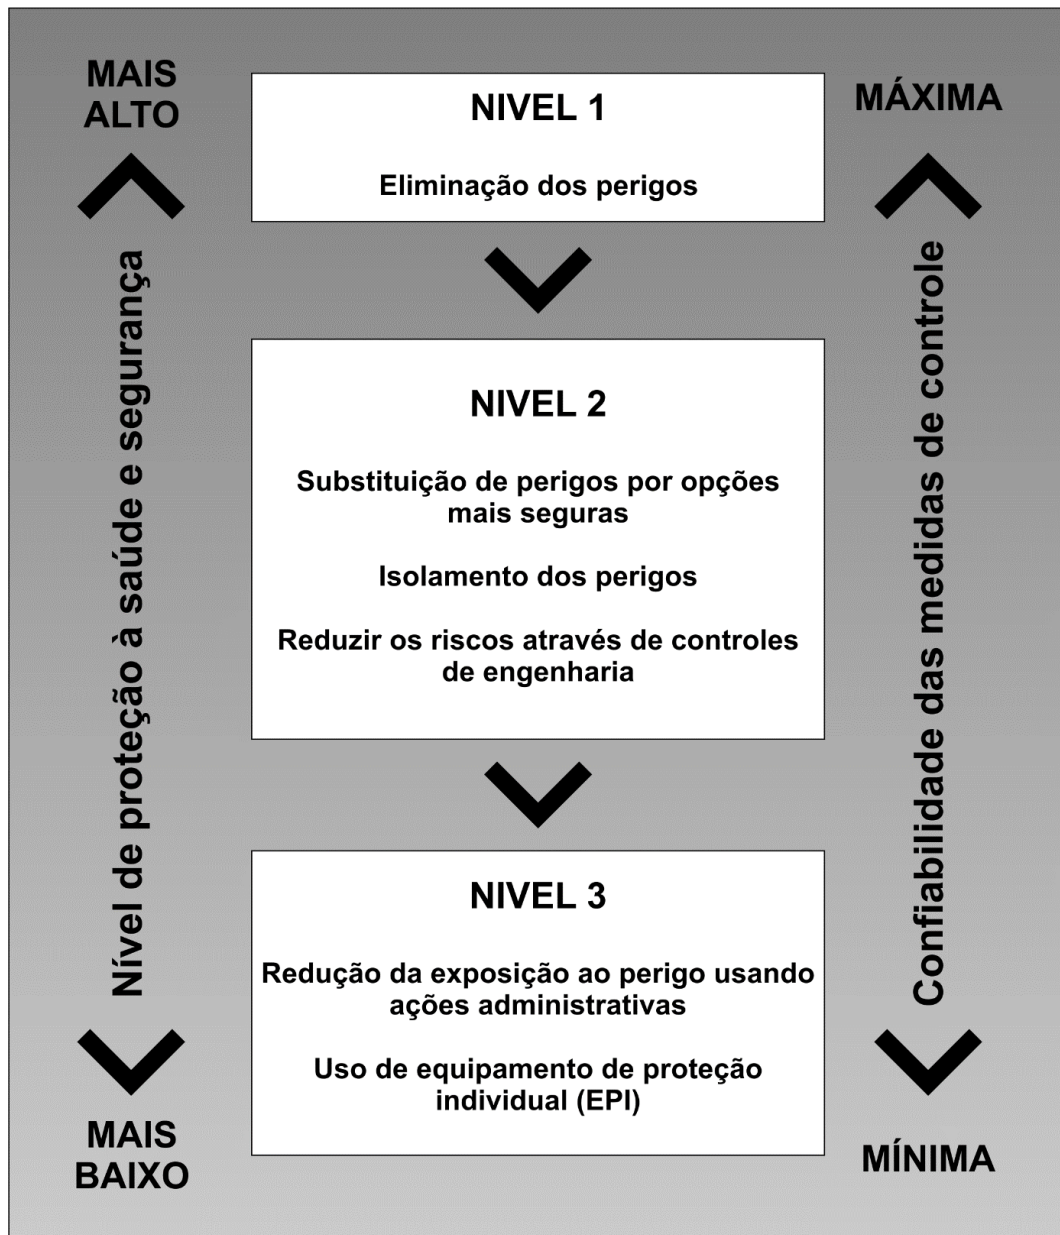 MAIS
ALTO
Nível de proteção à saúde e segurança
MAIS
BAIXO
NIVEL 1
Eliminação dos perigos
NIVEL 2
Substituição de perigos por opções
mais seguras
Isolamento dos perigos
Reduzir os riscos através de controles
de engenharia
NIVEL 3
Redução da exposição ao perigo usando
ações administrativas
Uso de equipamento de proteção
individual (EPI)
MÁXIMA
Confiabilidade das medidas de controle
MÍNIMA